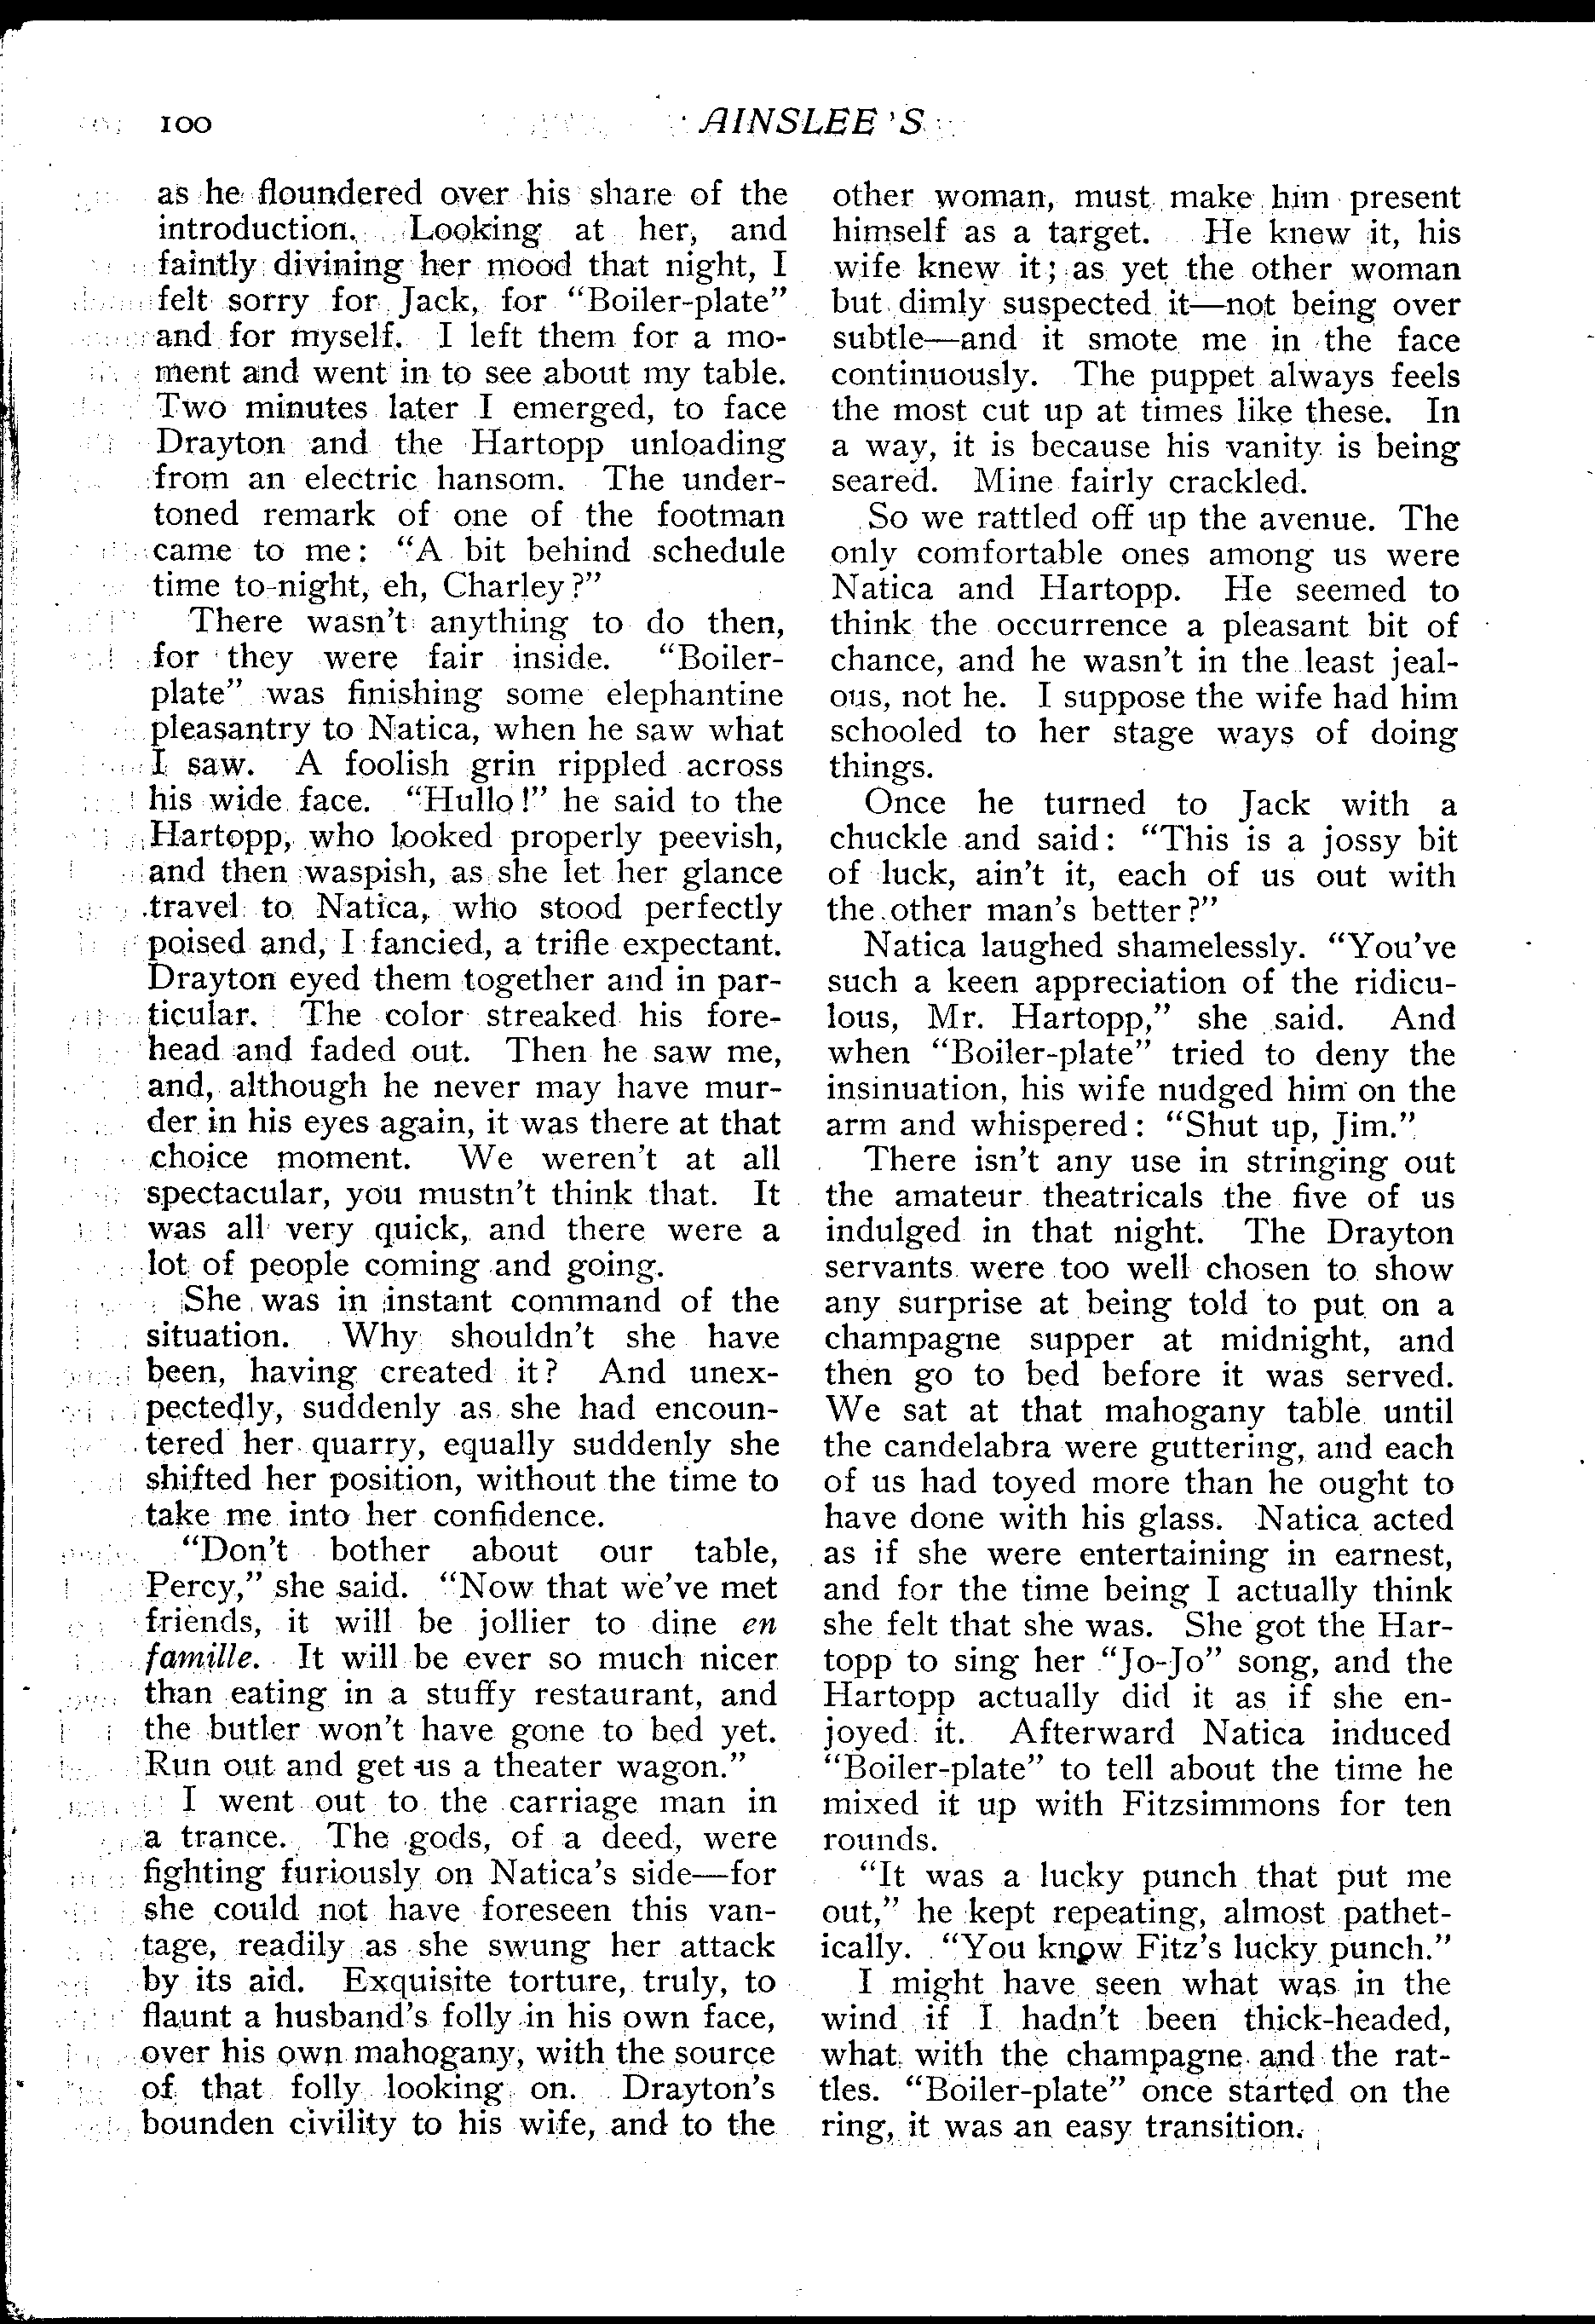 100
AINSLEE'S
as he floundered over his share of the
introduction. Looking at her, and
faintly divining her mood that night, I
felt sorry for Jack, for “Boiler-plate”
and for myself. I left them for a mo-
ment and went in to see about my table.
Two minutes later I emerged, to face
Drayton and the Hartopp unloading
from an electric hansom. The under-
toned remark of one of the footman
came to me: “A bit behind schedule
time to-night, eh, Charley?”
There wasn't anything to do then,
for they were fair inside. “Boiler-
plate” was finishing some elephantine
pleasantry to Natica, when he saw what
I saw. A foolish grin rippled across
his wide face. “Hullo!” he said to the
Hartopp, who looked properly peevish,
and then waspish, as she let her glance
travel to Natica, who stood perfectly
poised and, I fancied, a trifle expectant.
Drayton eyed them together and in par-
ticular. The color streaked his fore-
head and faded out. Then he saw me,
and, although he never may have mur-
der in his eyes again, it was there at that
choice moment. We weren't at all
spectacular, you mustn't think that. It
was all very quick, and there were a
lot of people coming and going.
She was in instant command of the
situation. Why shouldn't she have
been, having created it? And unex-
pectedly, suddenly as she had encoun-
tered her quarry, equally suddenly she
shifted her position, without the time to
take me into her confidence.
“Don't bother about our table,
Percy,” she said. “Now that we've met
friends, it will be jollier to dine en
famille. It will be ever so much nicer
than eating in a stuffy restaurant, and
the butler won't have gone to bed yet.
Run out and get us a theater wagon.”
I went out to the carriage man in
a trance. The gods, of a deed, were
fighting furiously on Natica's side—for
she could not have foreseen this van-
tage, readily as she swung her attack
by its aid. Exquisite torture, truly, to
flaunt a husband's folly in his own face,
over his own mahogany, with the source
of that folly looking on. Drayton's
bounden civility to his wife, and to the
other woman, must make him present
himself as a target. He knew it, his
wife knew it; as yet the other woman
but dimly suspected it—not being over
subtle—and it smote me in the face
continuously. The puppet always feels
the most cut up at times like these. In
a way, it is because his vanity is being
seared. Mine fairly crackled.
So we rattled off up the avenue. The
only comfortable ones among us were
Natica and Hartopp. He seemed to
think the occurrence a pleasant bit of
chance, and he wasn't in the least jeal-
ous, not he. I suppose the wife had him
schooled to her stage ways of doing
things.
Once he turned to Jack with a
chuckle and said: “This is a jossy bit
of luck, ain't it, each of us out with
the other man's better?”
Natica laughed shamelessly. “You've
such a keen appreciation of the ridicu-
lous, Mr. Hartopp,” she said. And
when “Boiler-plate” tried to deny the
insinuation, his wife nudged him on the
arm and whispered: “Shut up, Jim.”
There isn't any use in stringing out
the amateur theatricals the five of us
indulged in that night. The Drayton
servants were too well chosen to show
any surprise at being told to put on a
champagne supper at midnight, and
then go to bed before it was served.
We sat at that mahogany table until
the candelabra were guttering, and each
of us had toyed more than he ought to
have done with his glass. Natica acted
as if she were entertaining in earnest,
and for the time being I actually think
she felt that she was. She got the Har-
topp to sing her “Jo-Jo” song, and the
Hartopp actually did it as if she en-
joyed it. Afterward Natica induced
“Boiler-plate” to tell about the time he
mixed it up with Fitzsimmons for ten
rounds.
“It was a lucky punch that put me
out,” he kept repeating, almost pathet-
ically. “You know Fitz's lucky punch.”
I might have seen what was in the
wind if I hadn't been thick-headed,
what with the champagne and the rat-
tles. “Boiler-plate” once started on the
ring, it was an easy transition.